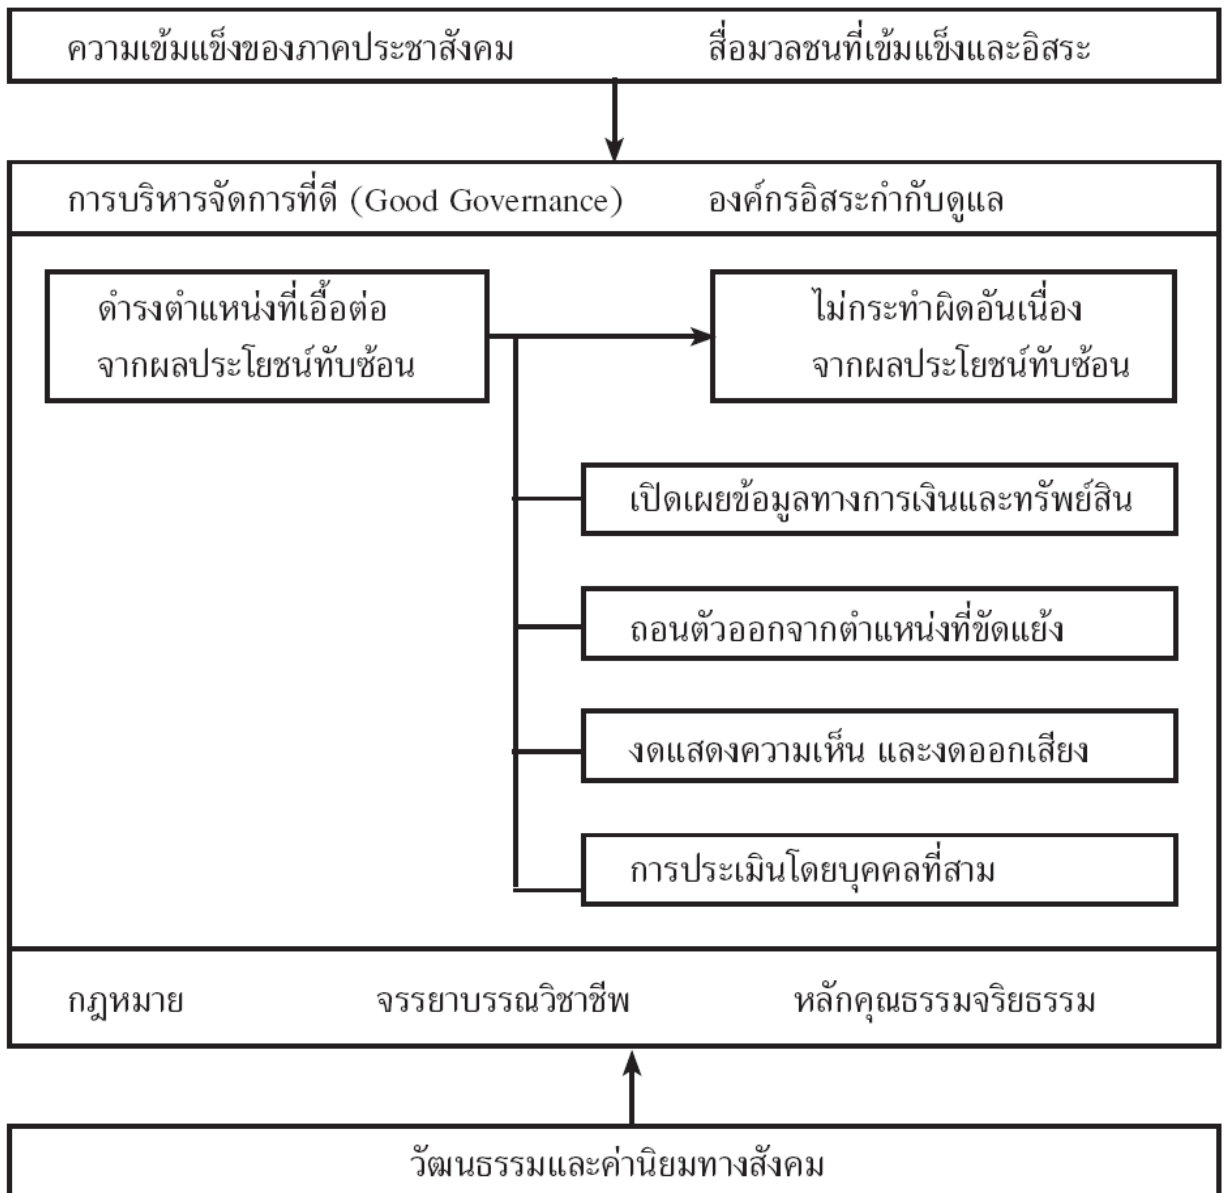 ความเข้มแข็งของภาคประชาสังคม สื่อมวลชนที่เข้มแข็งและอิสระ
การบริหารจัดการที่ดี (Good Governance) องค์กรอิสระกำกับดูแล
ดำรงตำแหน่งที่เอื้อต่อ
จากผลประโยชน์ทับซ้อน
ไม่กระทำผิดอันเนื่อง
จากผลประโยชน์ทับซ้อน
เปิดเผยข้อมูลทางการเงินและทรัพย์สิน
ถอนตัวออกจากตำแหน่งที่ขัดแย้ง
งดแสดงความเห็น และงดออกเสียง
การประเมินโดยบุคคลที่สาม
กฎหมาย จรรยาบรรณวิชาชีพ หลักคุณธรรมจริยธรรม
วัฒนธรรมและค่านิยมทางสังคม